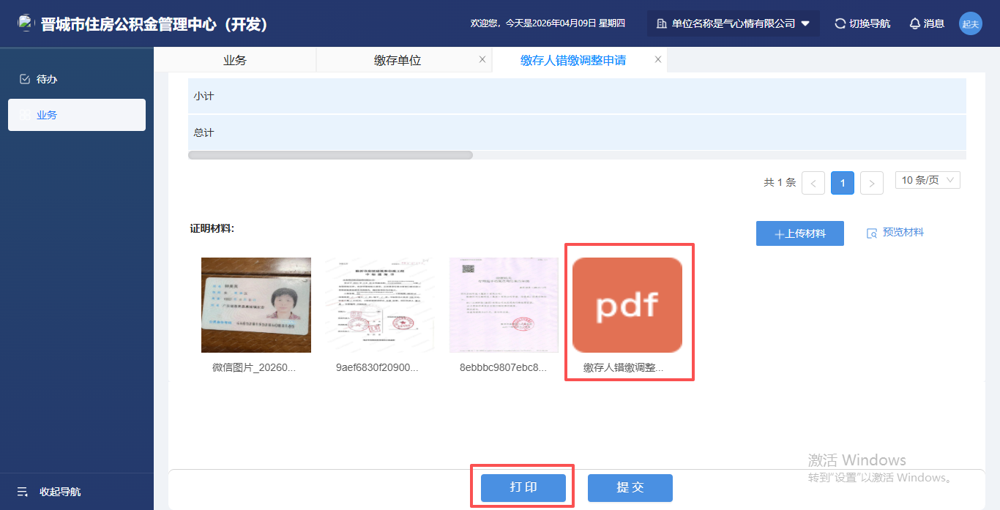 晋城市住房公积金管理中心（开发）
欢迎您，今天是2026年04月09日 星期四
单位名称是气心情有限公司
切换导航
消息
起夫
待办
业务
收起导航
业务
缴存单位
缴存人错缴调整申请
小计
总计
共 1 条
1
10 条/页
证明材料：
上传材料
预览材料
pdf
微信图片_20260...
9aef6830f20900...
8ebbbc9807ebc8...
缴存人错缴调整...
打 印
提 交
激活 Windows
转到"设置"以激活 Windows。